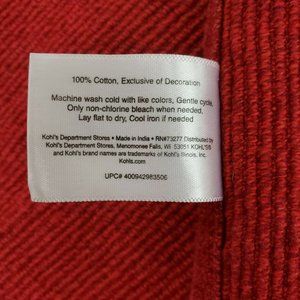 100% Cotton, Exclusive of Decoration
Machine wash cold with like colors, Gentle cycle,
Only non-chlorine bleach when needed,
Lay flat to dry, Cool iron if needed
Kohl's Department Stores • Made in India • RN#73277 Distributed by
Kohl's Department Stores, Menomonee Falls, WI 53051 KOHL'S®
and Kohl's brand names are trademarks of Kohl's Illinois, Inc.
Kohls.com
UPC# 400942983506